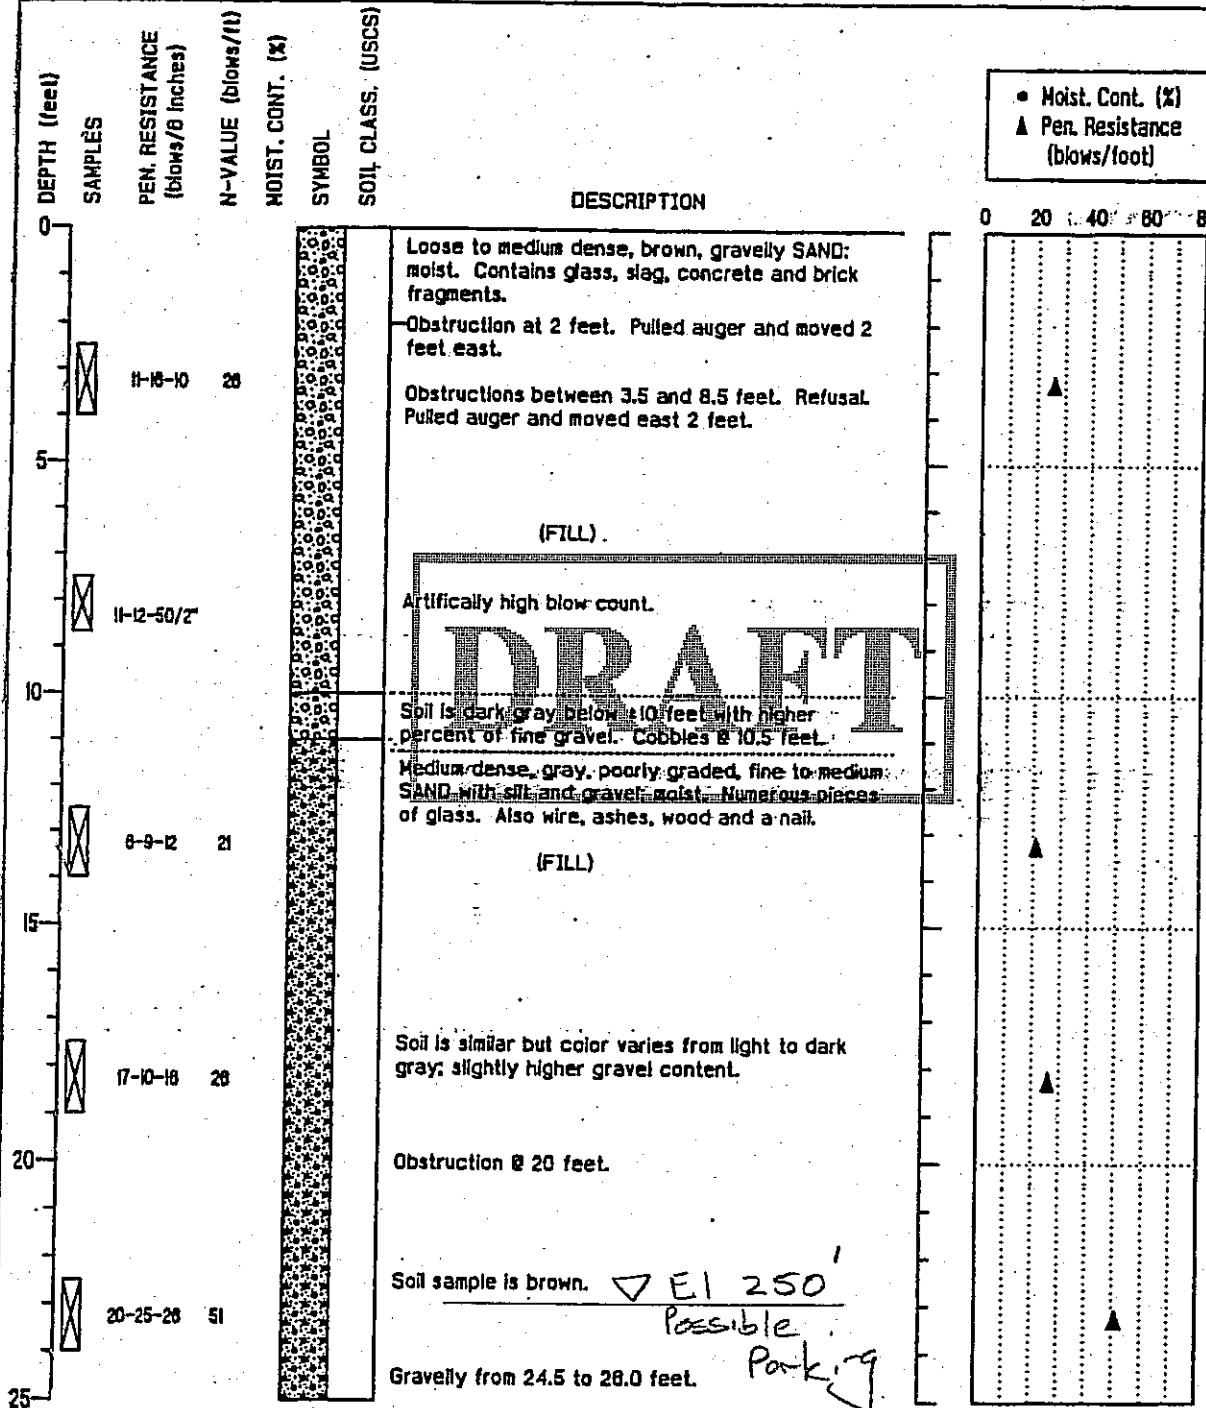 DEPTH (feet)
SAMPLES
PEN. RESISTANCE
(blows/6 inches)
N-VALUE (blows/ft)
MOIST. CONT. (%)
SYMBOL
SOIL CLASS. (USCS)
DESCRIPTION
• Moist. Cont. (%)
▲ Pen. Resistance
(blows/foot)
0 20 40 60 8
0
Loose to medium dense, brown, gravelly SAND;
moist. Contains glass, slag, concrete and brick
fragments.
Obstruction at 2 feet. Pulled auger and moved 2
feet east.
11-16-10 26
Obstructions between 3.5 and 8.5 feet. Refusal.
Pulled auger and moved east 2 feet.
5
(FILL).
Artifically high blow count.
11-12-50/2"
DRAFT
10
Soil is dark gray below ±10 feet with higher
percent of fine gravel. Cobbles @ 10.5 feet.
Medium dense, gray, poorly graded, fine to medium
SAND with silt and gravel; moist. Numerous pieces
of glass. Also wire, ashes, wood and a nail.
9-12 21
(FILL)
15
Soil is similar but color varies from light to dark
gray; slightly higher gravel content.
17-10-16 26
20
Obstruction @ 20 feet.
Soil sample is brown. ▽ El 250'
20-25-26 51
Possible
Parking
Gravelly from 24.5 to 26.0 feet.
25